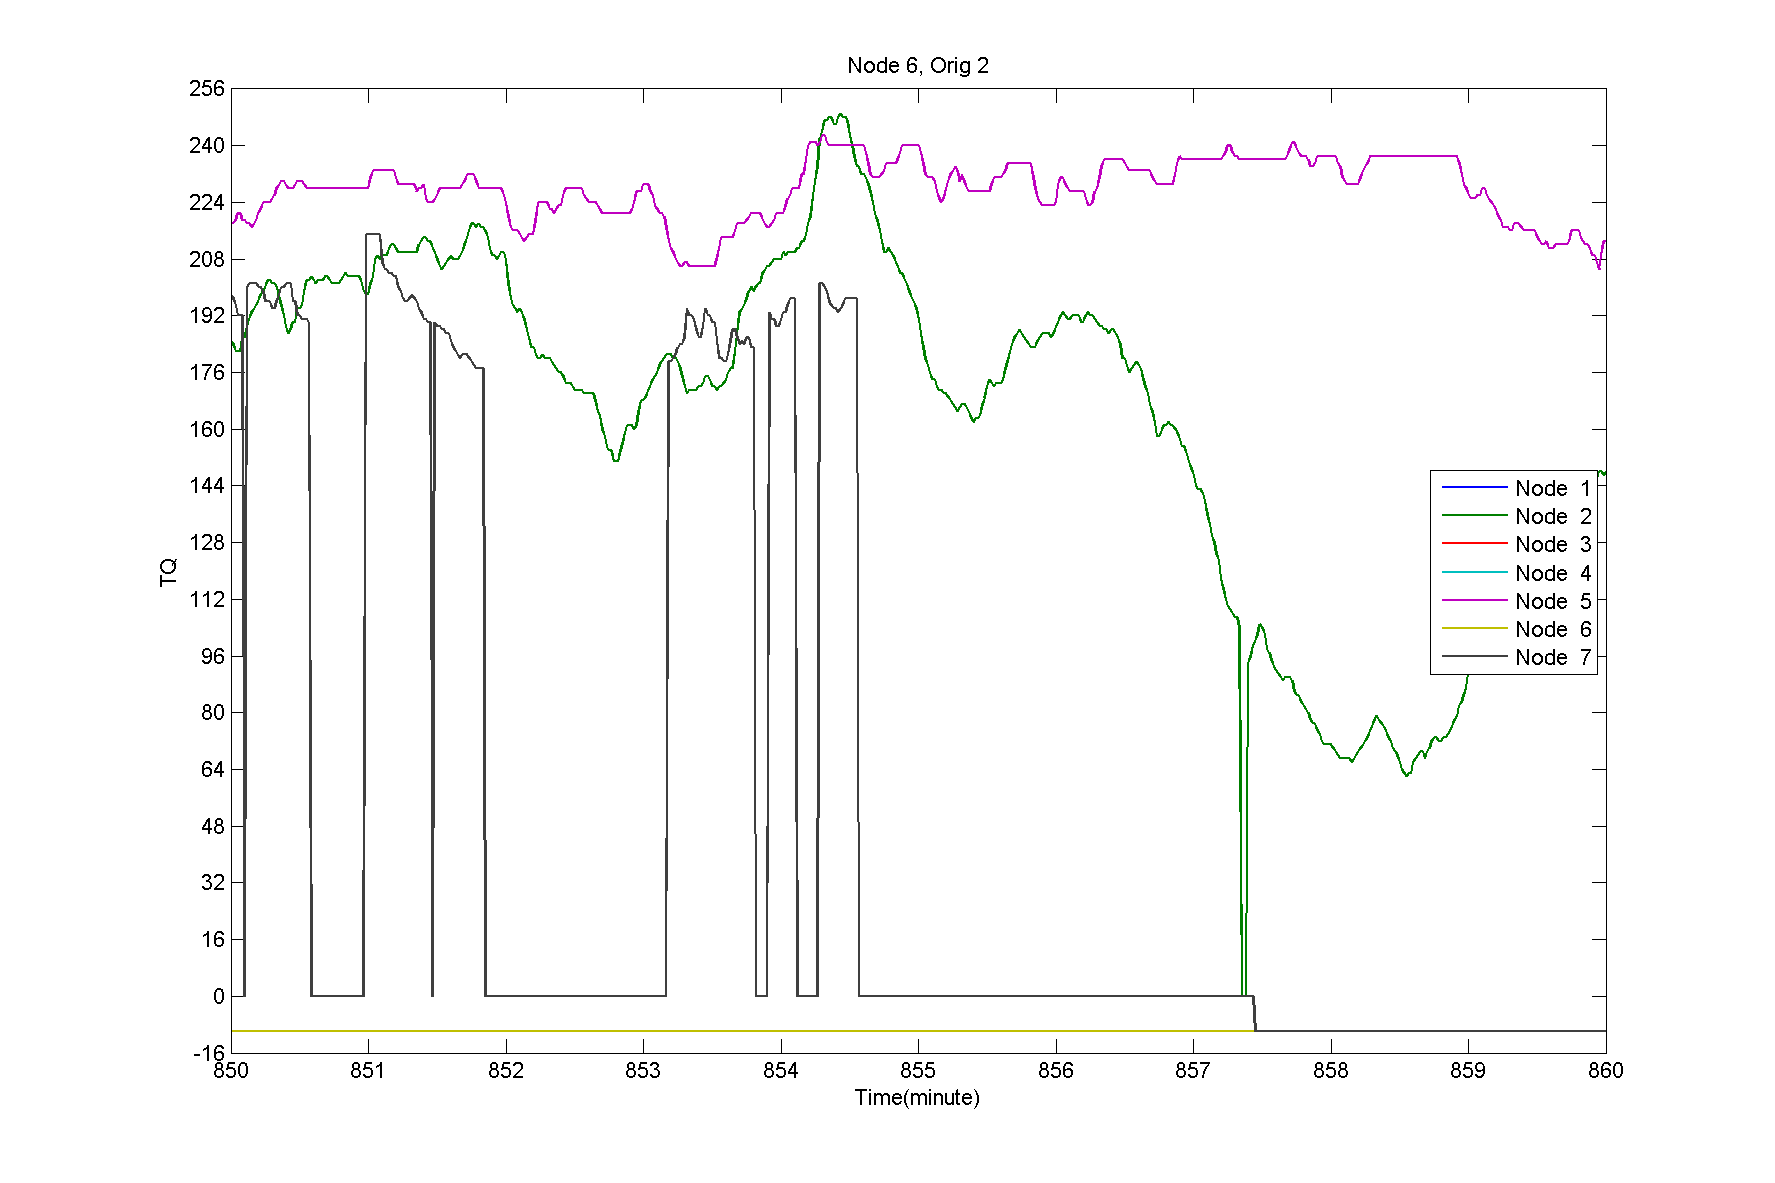 Node 6, Orig 2
256
240
224
208
192
176
160
144
128
112
96
80
64
48
32
16
0
-16
TQ
Node 1
Node 2
Node 3
Node 4
Node 5
Node 6
Node 7
850 851 852 853 854 855 856 857 858 859 860
Time(minute)